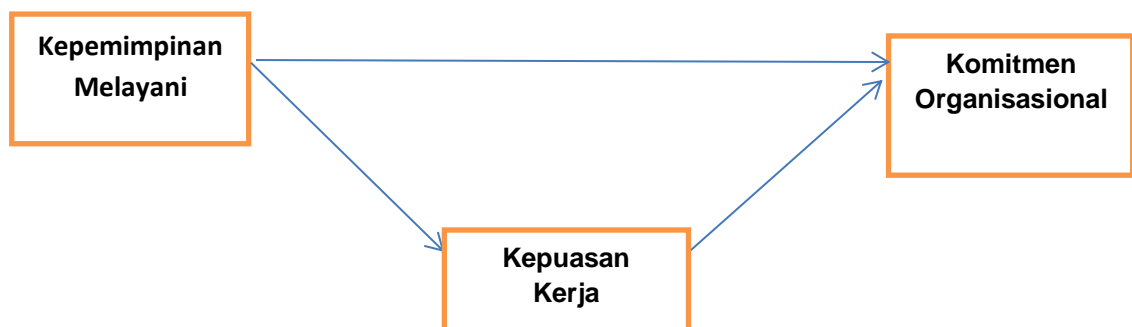 Kepemimpinan
Melayani
Komitmen
Organisasional
Kepuasan
Kerja